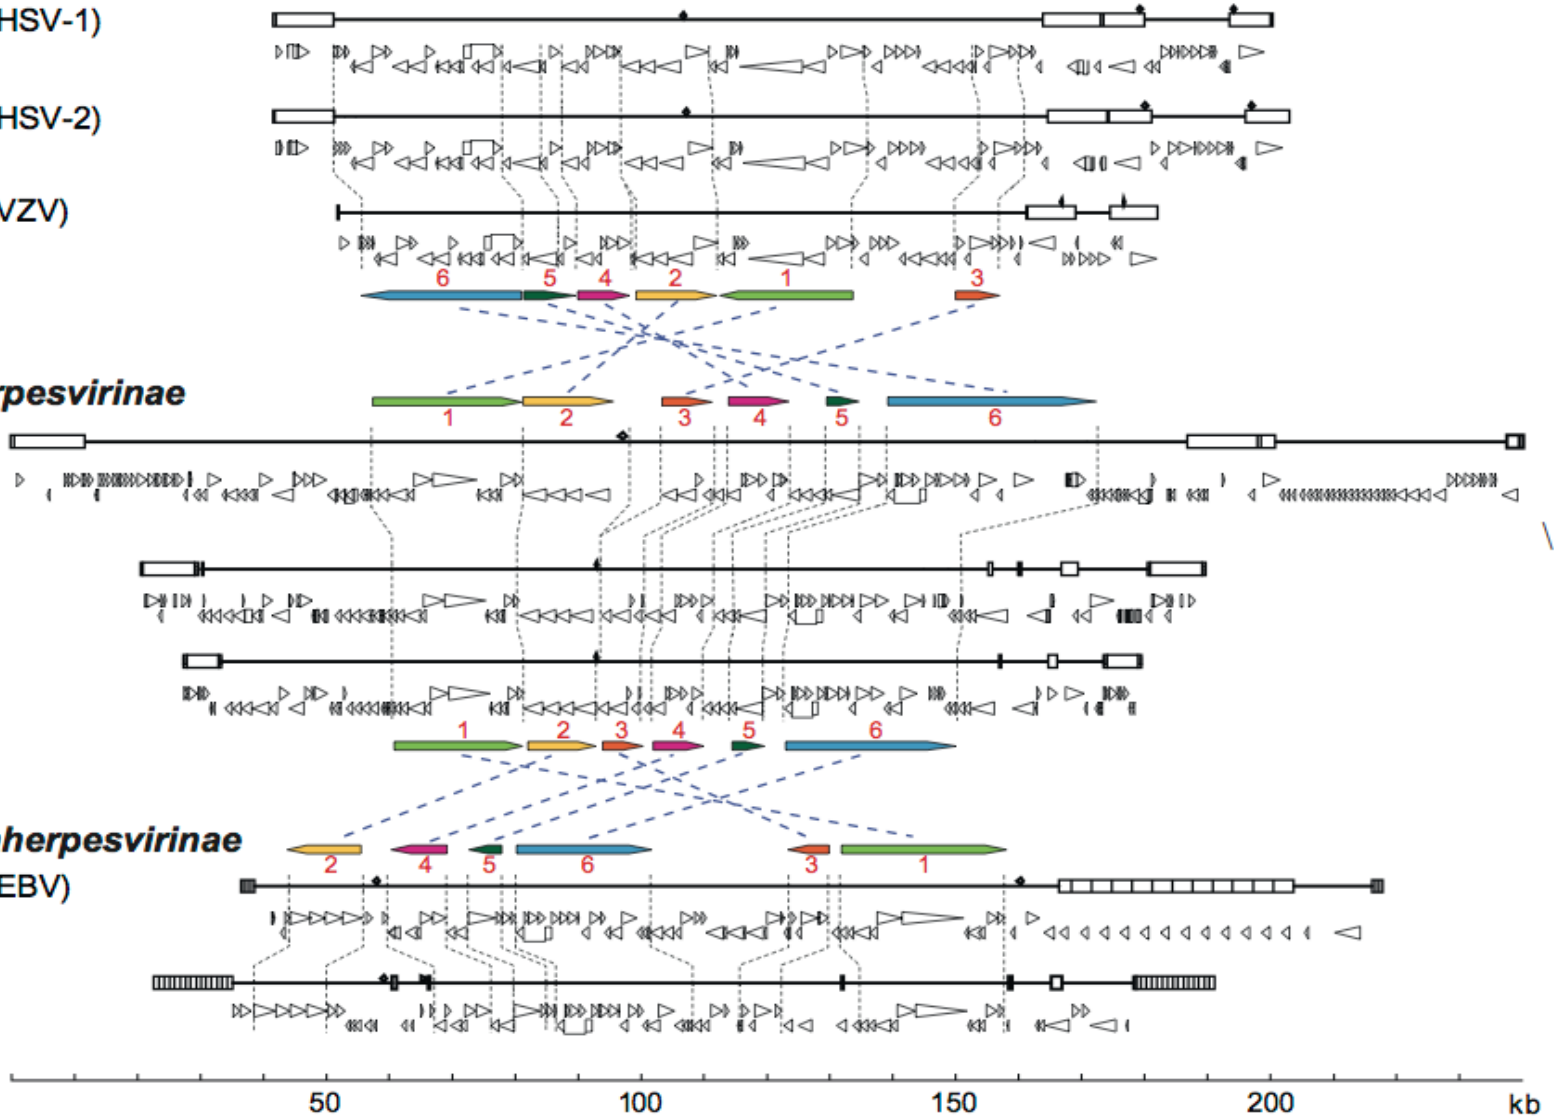 HSV-1)
HSV-2)
VZV)
6 5 4 2 1 3
rpesvirinae
1 2 3 4 5 6
\
1 2 3 4 5 6
herpesvirinae
2 4 5 6 3 1
EBV)
50 100 150 200 kb